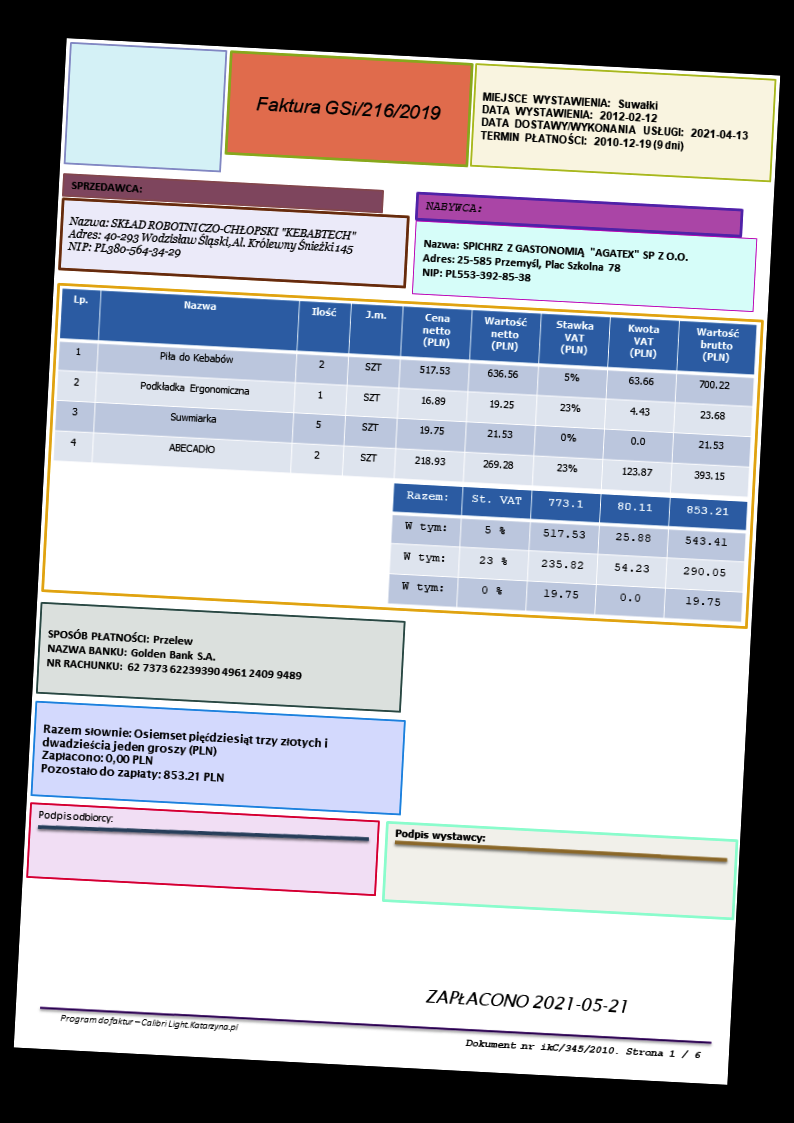 Faktura GSi/216/2019
MIEJSCE WYSTAWIENIA: Suwałki
DATA WYSTAWIENIA: 2012-02-12
DATA DOSTAWY/WYKONANIA USŁUGI: 2021-04-13
TERMIN PŁATNOŚCI: 2010-12-19 (9 dni)
SPRZEDAWCA:
Nazwa: SKŁAD ROBOTNICZO-CHŁOPSKI "KEBABTECH"
Adres: 40-293 Wodzisław Śląski, Al. Królewny Śnieżki 145
NIP: PL380-564-34-29
NABYWCA:
Nazwa: SPICHRZ Z GASTONOMIĄ "AGATEX" SP Z O.O.
Adres: 25-585 Przemyśl, Plac Szkolna 78
NIP: PL553-392-85-38
Lp. Nazwa Ilość J.m. Cena netto (PLN) Wartość netto (PLN) Stawka VAT (PLN) Kwota VAT (PLN) Wartość brutto (PLN)
1 Piła do Kebabów 2 SZT 517.53 636.56 5% 63.66 700.22
2 Podkładka Ergonomiczna 1 SZT 16.89 19.25 23% 4.43 23.68
3 Suwmiarka 5 SZT 19.75 21.53 0% 0.0 21.53
4 ABECADŁO 2 SZT 218.93 269.28 23% 123.87 393.15
Razem: St. VAT 773.1 80.11 853.21
W tym: 5 % 517.53 25.88 543.41
W tym: 23 % 235.82 54.23 290.05
W tym: 0 % 19.75 0.0 19.75
SPOSÓB PŁATNOŚCI: Przelew
NAZWA BANKU: Golden Bank S.A.
NR RACHUNKU: 62 7373 62239390 4961 2409 9489
Razem słownie: Osiemset pięćdziesiąt trzy złotych i
dwadzieścia jeden groszy (PLN)
Zapłacono: 0,00 PLN
Pozostało do zapłaty: 853.21 PLN
Podpis odbiorcy:
Podpis wystawcy:
ZAPŁACONO 2021-05-21
Program do faktur – Calibri Light.Katarzyna.pl
Dokument nr ikC/345/2010. Strona 1 / 6